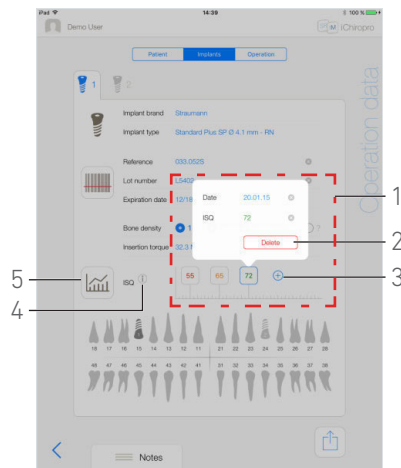 iPad 14:39 100 %
Demo User iChiropro
Patient Implants Operation
1 2
Operation data
Implant brand Straumann
Implant type Standard Plus SP Ø 4.1 mm - RN
Reference 033.052S
Lot number
Expiration date 12/18
Date 20.01.15
ISQ 72
Delete
Bone density 1
Insertion torque 32.3
ISQ 55 65 72
1
2
3
5
4
18 17 16 15 14 13 12 11 21 22 23 24 25 26 27 28
48 47 46 45 44 43 42 41 31 32 33 34 35 36 37 38
Notes